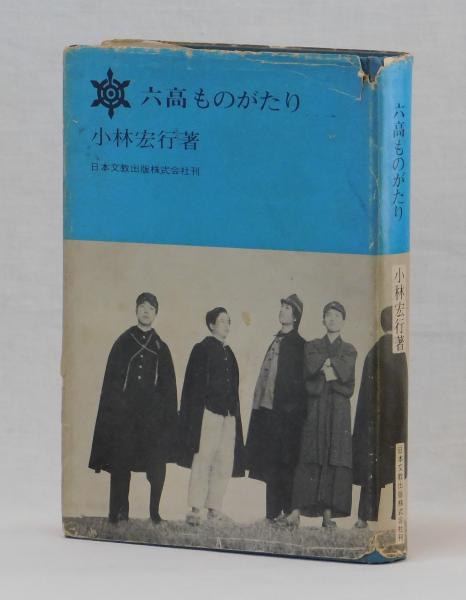 六高ものがたり
小林宏行著
日本文教出版株式会社刊
六高ものがたり
小林宏行著
日本文教出版株式会社刊